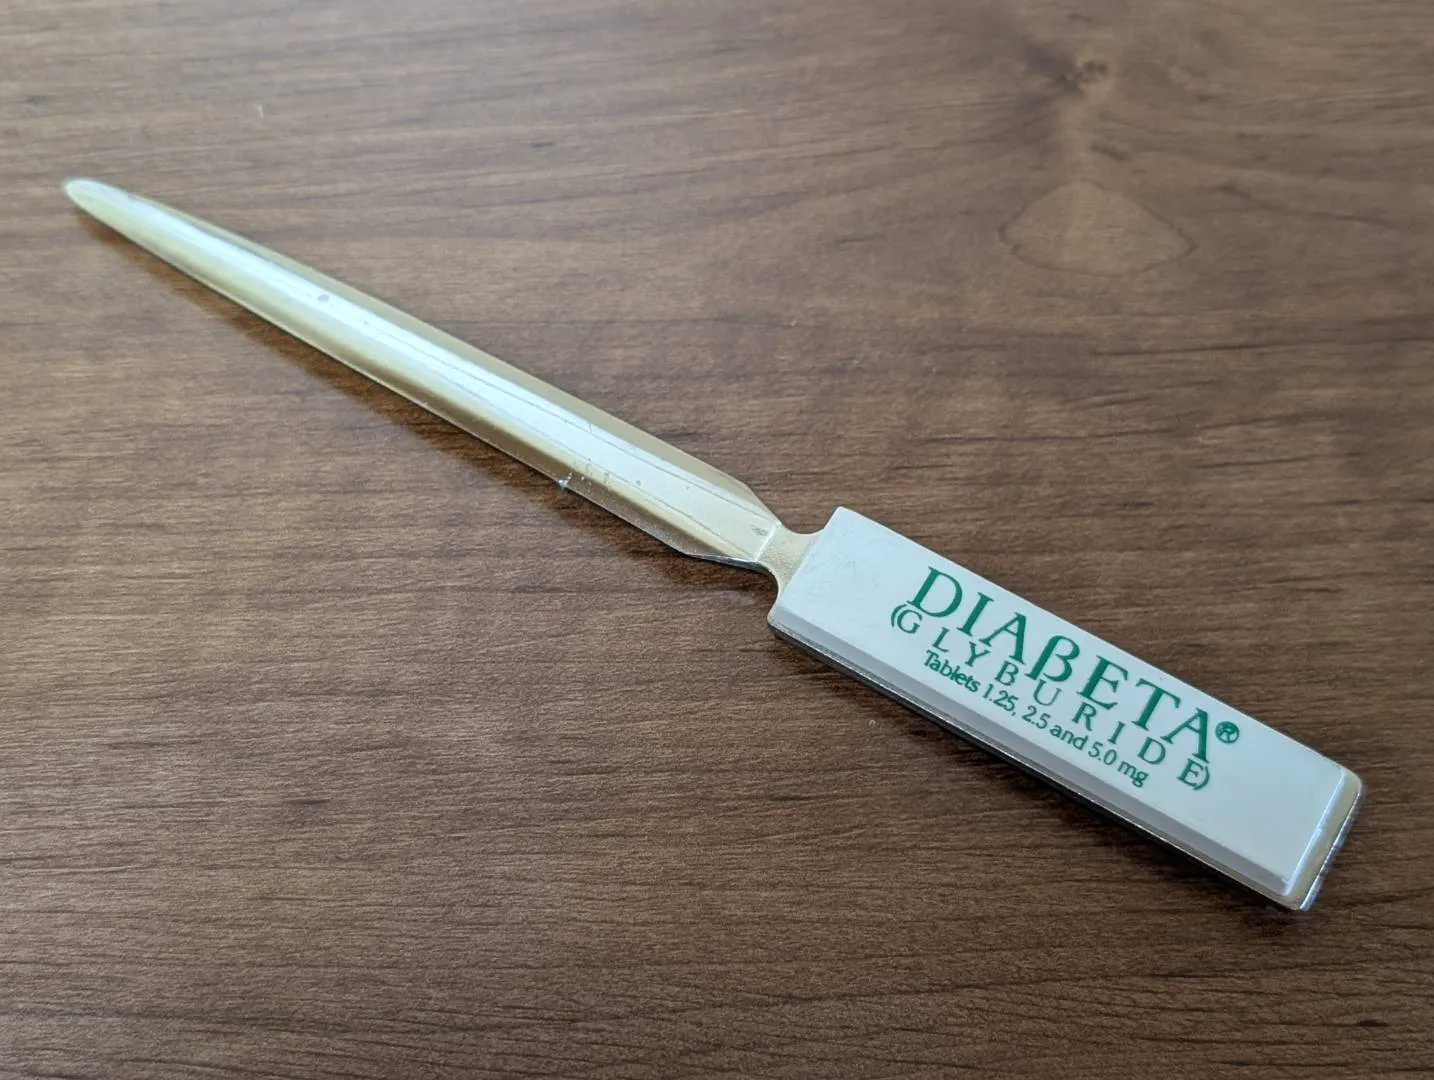 DIAβETA®
(GLYBURIDE)
Tablets 1.25, 2.5 and 5.0 mg